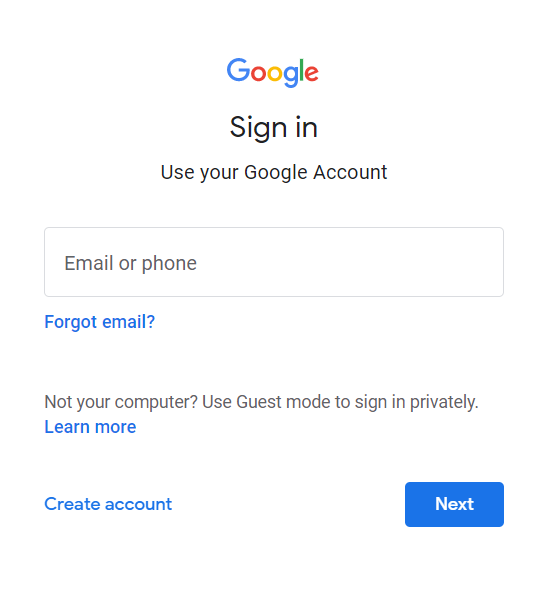 Google
Sign in
Use your Google Account
Email or phone
Forgot email?
Not your computer? Use Guest mode to sign in privately.
Learn more
Create account
Next